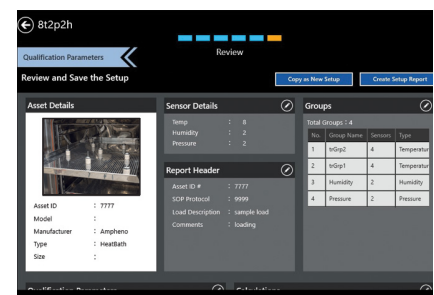 8t2p2h
Qualification Parameters
Review
Review and Save the Setup
Copy as New Setup
Create Setup Report
Asset Details
Asset ID : 7777
Model :
Manufacturer : Ampheno
Type : HeatBath
Size :
Sensor Details
Temp : 8
Humidity : 2
Pressure : 2
Report Header
Asset ID # : 7777
SOP Protocol : 9999
Load Description : sample load
Comments : loading
Groups
Total Groups : 4
No. Group Name Sensors Type
1 trGrp2 4 Temperatur
2 trGrp1 4 Temperatur
3 Humidity 2 Humidity
4 Pressure 2 Pressure
Qualification Parameters
Calculations